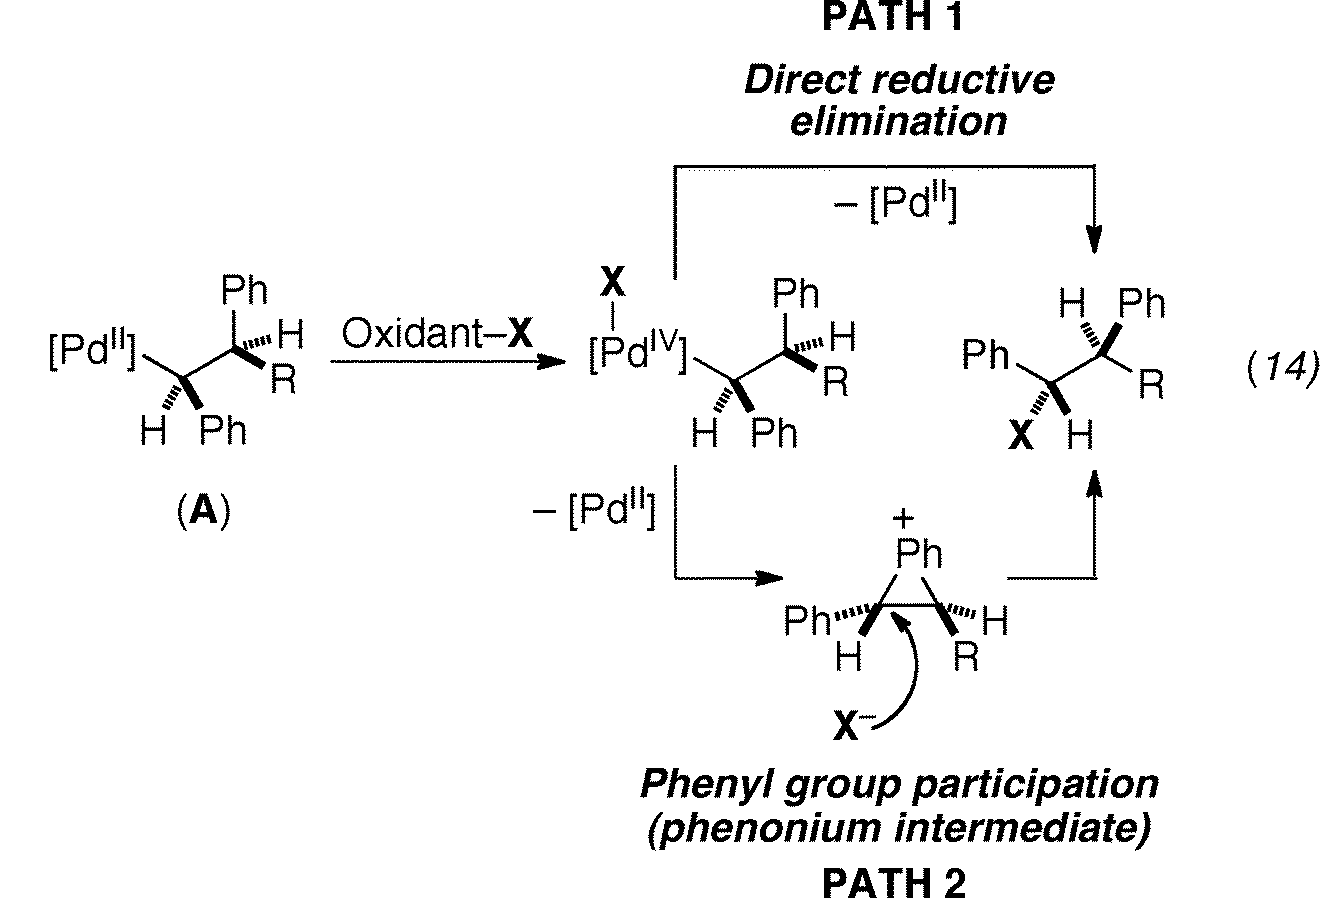 PATH 1
Direct reductive
elimination
– [Pd^II]
X
[Pd^II]
Ph
H
R
H
Ph
Oxidant–X
[Pd^IV]
Ph
H
R
H
Ph
H
Ph
Ph
R
X
H
(14)
(A)
– [Pd^II]
+
Ph
Ph
H
H
R
X–
Phenyl group participation
(phenonium intermediate)
PATH 2